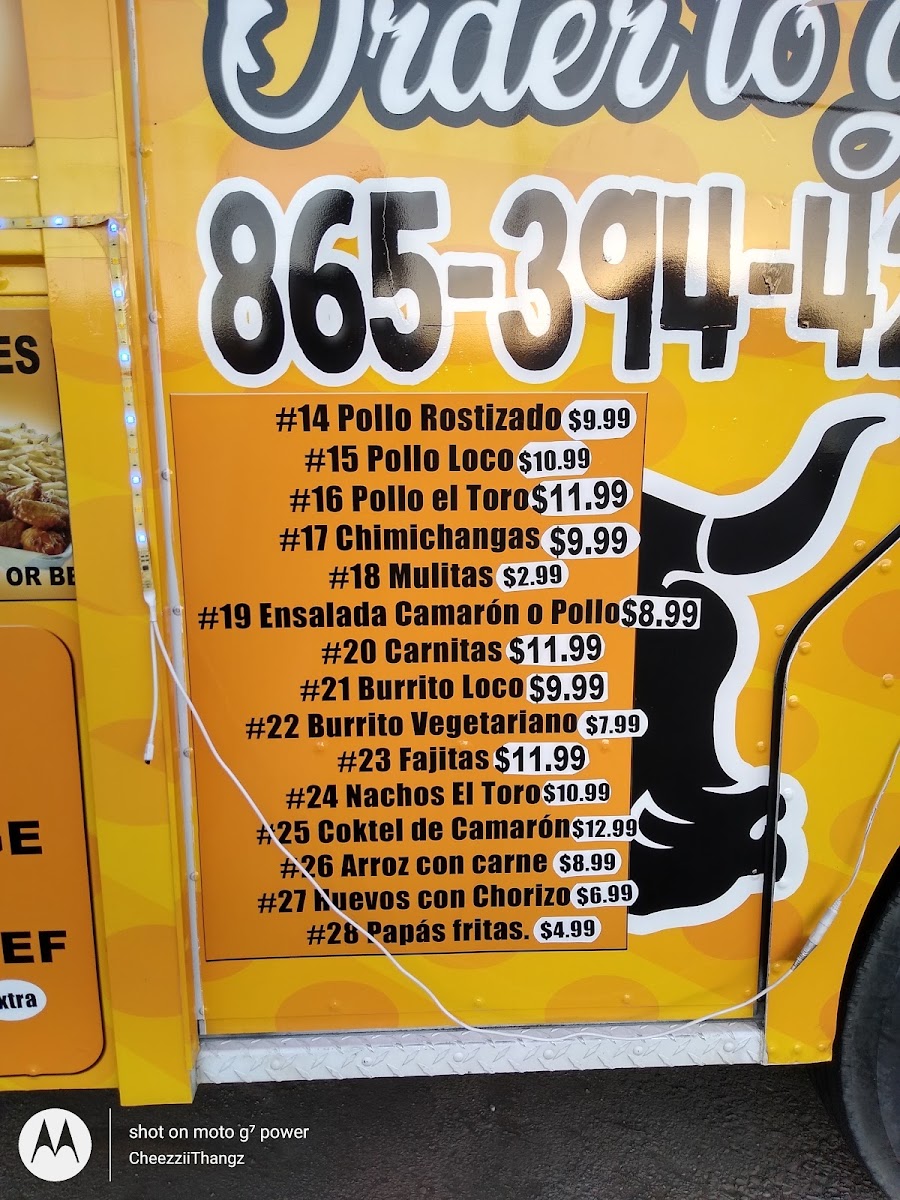 Order to g
865-394-42
#14 Pollo Rostizado $9.99
#15 Pollo Loco $10.99
#16 Pollo el Toro $11.99
#17 Chimichangas $9.99
#18 Mulitas $2.99
#19 Ensalada Camarón o Pollo $8.99
#20 Carnitas $11.99
#21 Burrito Loco $9.99
#22 Burrito Vegetariano $7.99
#23 Fajitas $11.99
#24 Nachos El Toro $10.99
#25 Coktel de Camarón $12.99
#26 Arroz con carne $8.99
#27 Huevos con Chorizo $6.99
#28 Papás fritas. $4.99
ES
OR BE
EF
xtra
shot on moto g⁷ power
CheezziiThangz